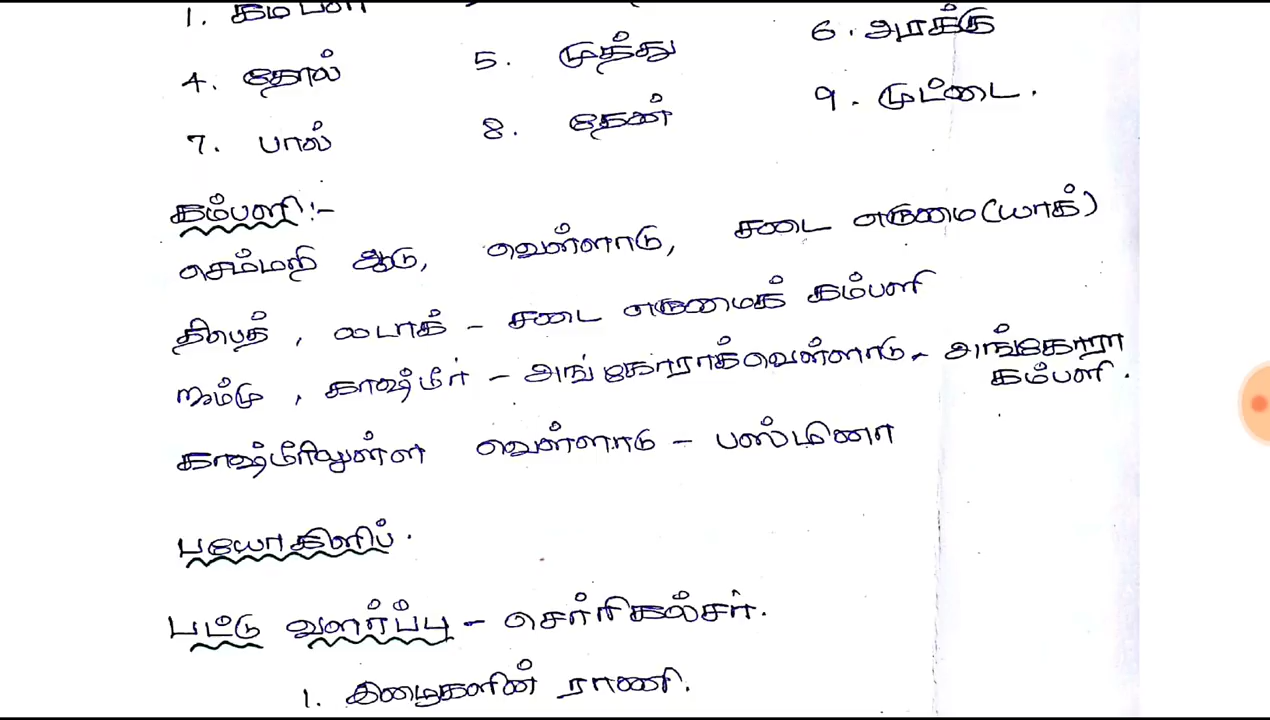 1. கம்பளி
6. அரக்கு
4. தோல் 5. முத்து
9. முட்டை.
7. பால் 8. தேன்
கம்பளி:-
செம்மறி ஆடு, வெள்ளாடு, சடை எருமை(யாக்)
திபெத், லடாக் - சடை எருமைக் கம்பளி
ஜம்மு, காஷ்மீர் - அங்கோராக்வெள்ளாடு - அங்கோரா கம்பளி.
காஷ்மீரிலுள்ள வெள்ளாடு - பஸ்மினா
பயோகிளிப்.
பட்டு வளர்ப்பு - செர்ரிகல்சர்.
1. இழைகளின் ராணி.